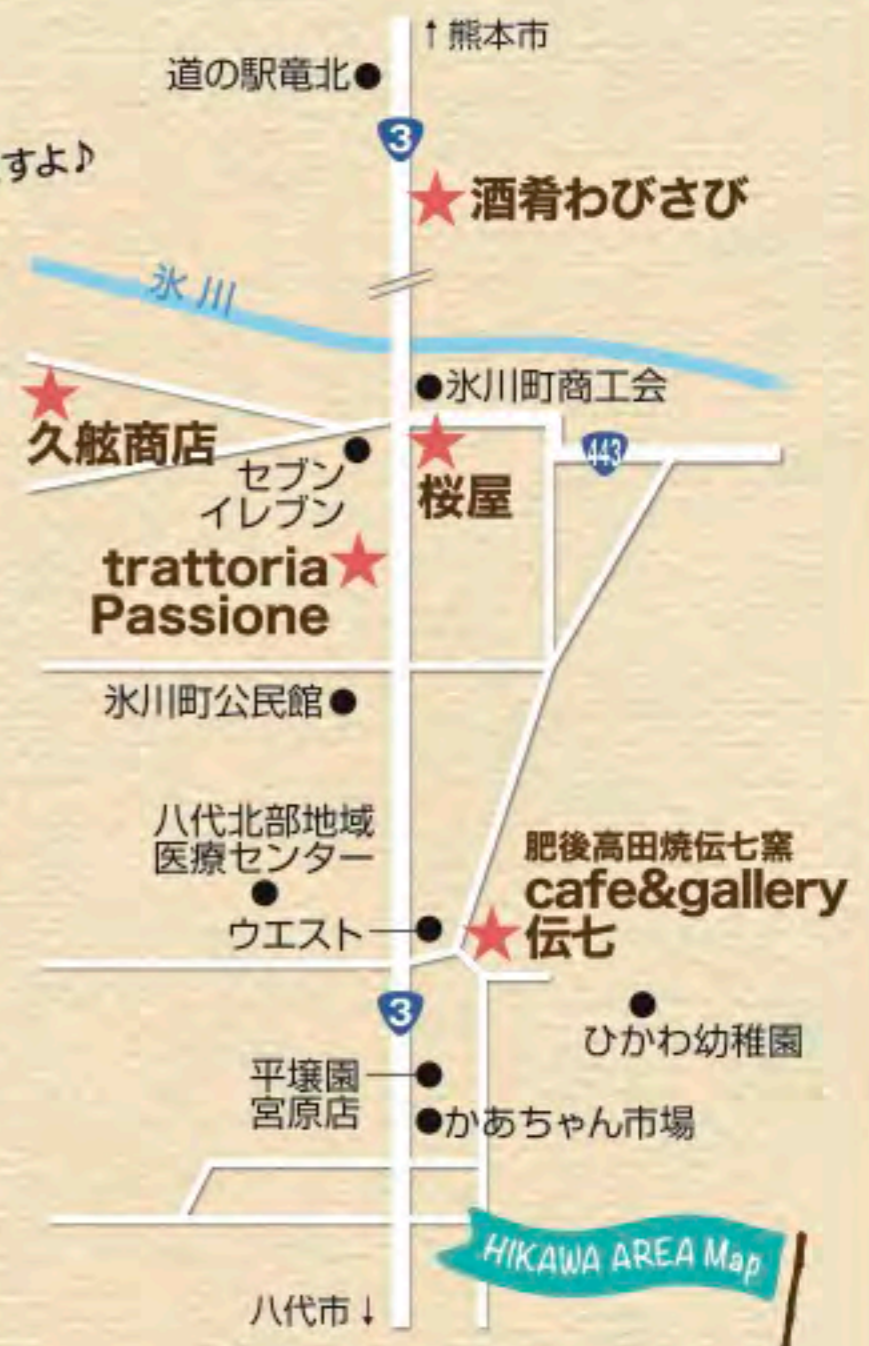 ↑熊本市
道の駅竜北
3
すよ♪
酒肴わびさび
氷川
氷川町商工会
久舷商店
443
セブン
イレブン
桜屋
trattoria
Passione
氷川町公民館
八代北部地域
医療センター
肥後高田焼伝七窯
cafe&gallery
伝七
ウエスト
3
ひかわ幼稚園
平壌園
宮原店
かあちゃん市場
HIKAWA AREA Map
八代市↓